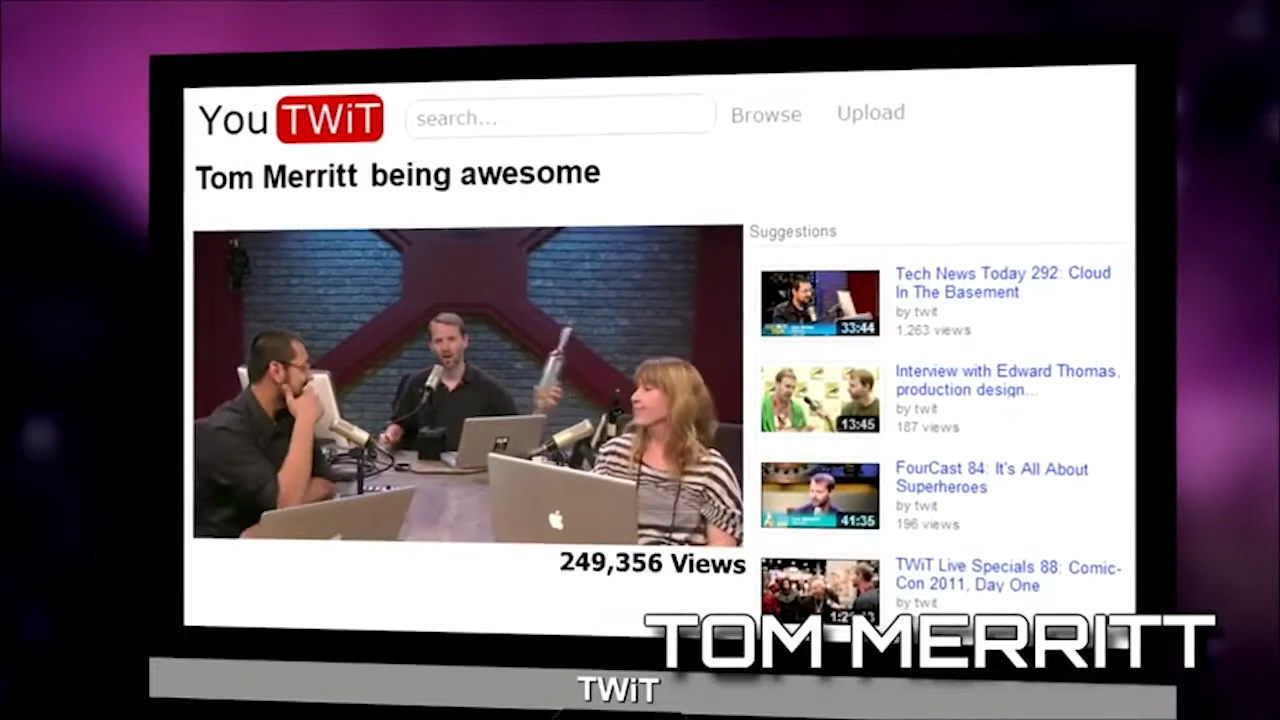 You TWiT
search...
Browse
Upload
Tom Merritt being awesome
Suggestions
Tech News Today 292: Cloud
In The Basement
by twit
1,263 views
33:44
Interview with Edward Thomas,
production design...
by twit
187 views
13:45
FourCast 84: It's All About
Superheroes
by twit
196 views
41:35
TWiT Live Specials 88: Comic-
Con 2011, Day One
by twit
249,356 Views
TOM MERRITT
TWiT